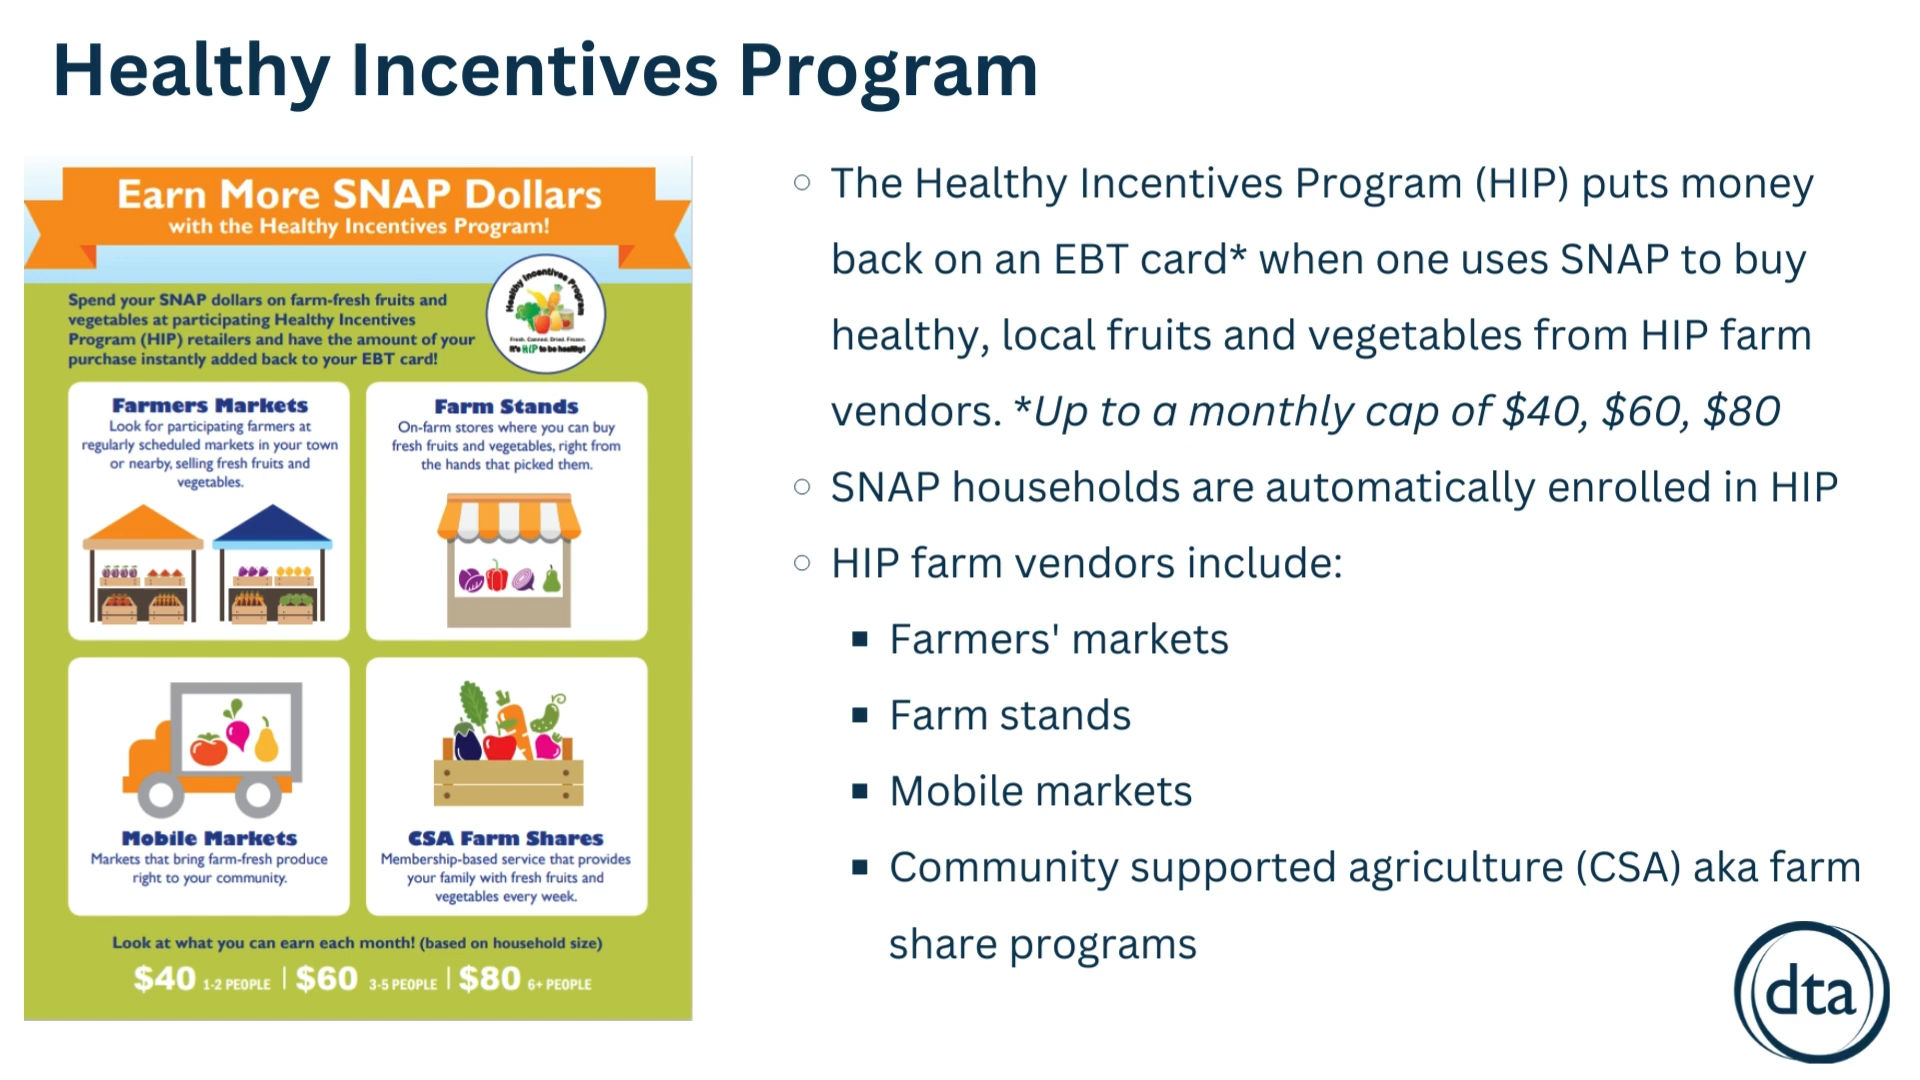 Healthy Incentives Program
Earn More SNAP Dollars
with the Healthy Incentives Program!
Spend your SNAP dollars on farm-fresh fruits and
vegetables at participating Healthy Incentives
Program (HIP) retailers and have the amount of your
purchase instantly added back to your EBT card!
Healthy Incentives Program
Fresh. Canned. Dried. Frozen.
it's HIP to be healthy!
Farmers Markets
Look for participating farmers at
regularly scheduled markets in your town
or nearby, selling fresh fruits and
vegetables.
Farm Stands
On-farm stores where you can buy
fresh fruits and vegetables, right from
the hands that picked them.
Mobile Markets
Markets that bring farm-fresh produce
right to your community.
CSA Farm Shares
Membership-based service that provides
your family with fresh fruits and
vegetables every week.
Look at what you can earn each month! (based on household size)
$40 1-2 PEOPLE | $60 3-5 PEOPLE | $80 6+ PEOPLE
The Healthy Incentives Program (HIP) puts money
back on an EBT card* when one uses SNAP to buy
healthy, local fruits and vegetables from HIP farm
vendors. *Up to a monthly cap of $40, $60, $80
SNAP households are automatically enrolled in HIP
HIP farm vendors include:
Farmers' markets
Farm stands
Mobile markets
Community supported agriculture (CSA) aka farm
share programs
dta